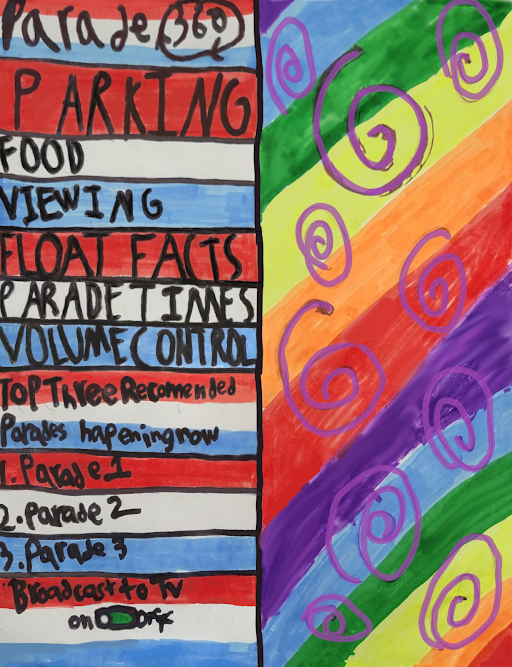 Parade 360
PARKING
FOOD
VIEWING
FLOAT FACTS
PARADE TIMES
VOLUME CONTROL
Top Three Recomended
Parades hapening now
1. Parade 1
2. Parade 2
3. Parade 3
Broadcast to TV
on off